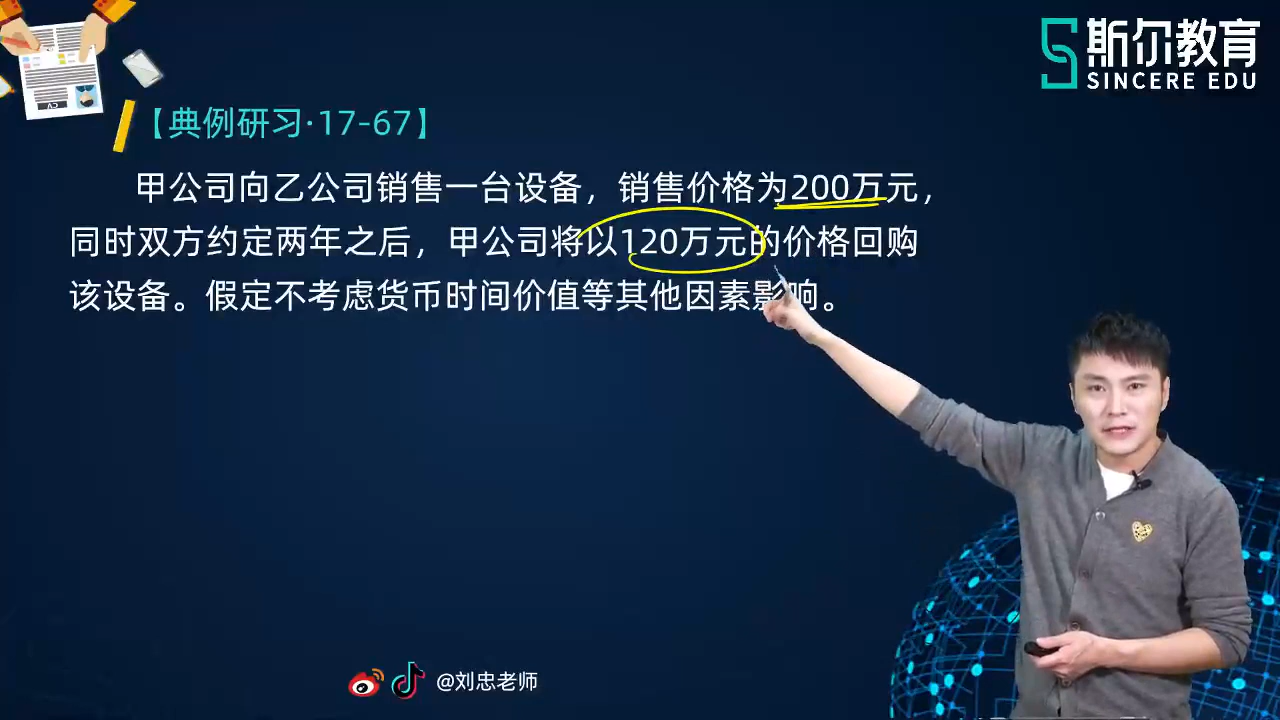 斯尔教育
SINCERE EDU
【典例研习·17-67】
甲公司向乙公司销售一台设备，销售价格为200万元，
同时双方约定两年之后，甲公司将以120万元的价格回购
该设备。假定不考虑货币时间价值等其他因素影响。
@刘忠老师